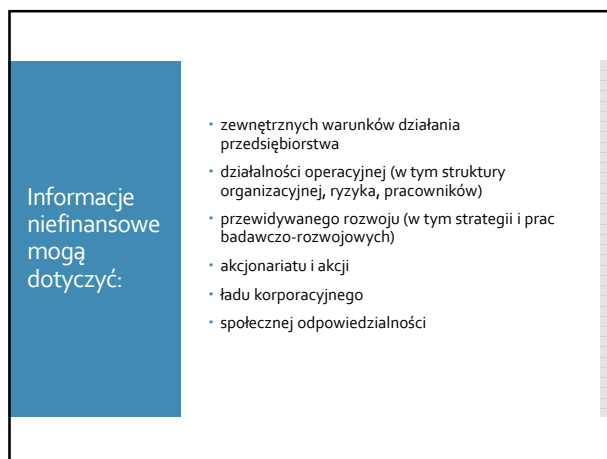 Informacje
niefinansowe
mogą
dotyczyć:
• zewnętrznych warunków działania
przedsiębiorstwa
• działalności operacyjnej (w tym struktury
organizacyjnej, ryzyka, pracowników)
• przewidywanego rozwoju (w tym strategii i prac
badawczo-rozwojowych)
• akcjonariatu i akcji
• ładu korporacyjnego
• społecznej odpowiedzialności